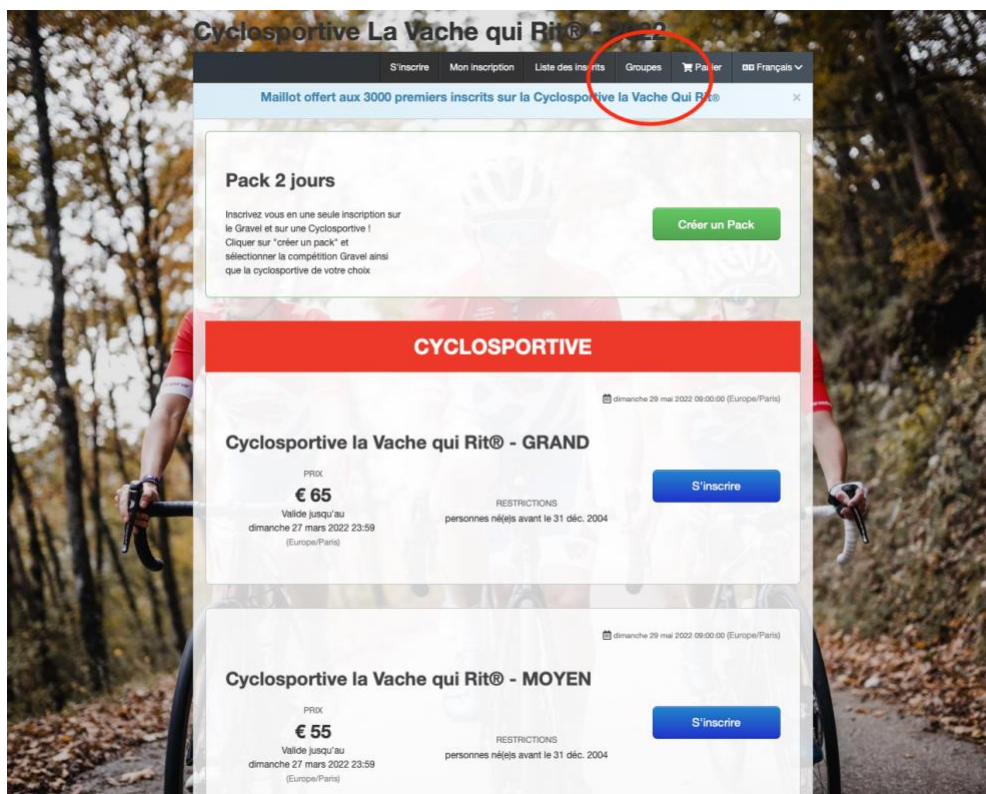 Cyclosportive La Vache qui Rit® - 2022
S'inscrire Mon inscription Liste des inscrits Groupes Panier Français
Maillot offert aux 3000 premiers inscrits sur la Cyclosportive la Vache Qui Rit® ×
Pack 2 jours
Inscrivez vous en une seule inscription sur
le Gravel et sur une Cyclosportive !
Cliquer sur "créer un pack" et
sélectionner la compétition Gravel ainsi
que la cyclosportive de votre choix
Créer un Pack
CYCLOSPORTIVE
dimanche 29 mai 2022 09:00:00 (Europe/Paris)
Cyclosportive la Vache qui Rit® - GRAND
PRIX
€ 65
Valide jusqu'au
dimanche 27 mars 2022 23:59
(Europe/Paris)
RESTRICTIONS
personnes né(e)s avant le 31 déc. 2004
S'inscrire
dimanche 29 mai 2022 09:00:00 (Europe/Paris)
Cyclosportive la Vache qui Rit® - MOYEN
PRIX
€ 55
Valide jusqu'au
dimanche 27 mars 2022 23:59
(Europe/Paris)
RESTRICTIONS
personnes né(e)s avant le 31 déc. 2004
S'inscrire